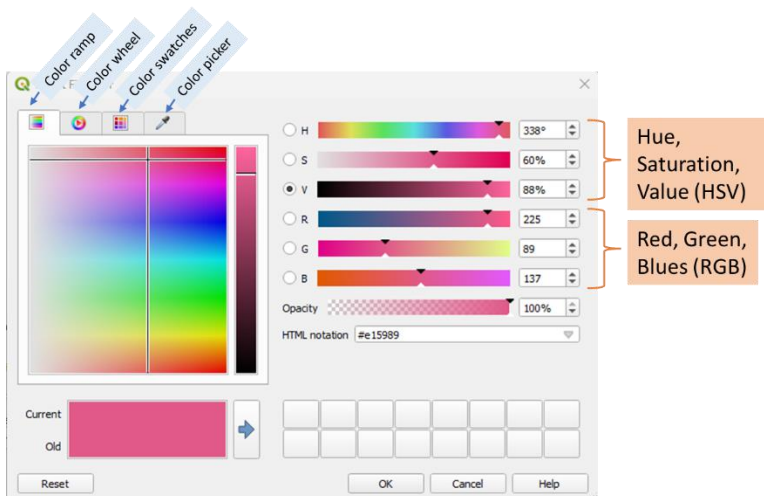 Color ramp
Color wheel
Color swatches
Color picker
H 338°
S 60%
V 88%
R 225
G 89
B 137
Opacity 100%
HTML notation #e15989
Hue,
Saturation,
Value (HSV)
Red, Green,
Blues (RGB)
Current
Old
Reset
OK
Cancel
Help